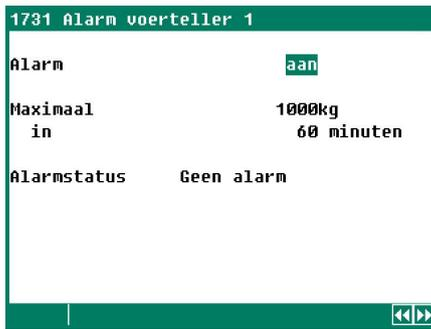 1731 Alarm voerteller 1
Alarm aan
Maximaal 1000kg
in 60 minuten
Alarmstatus Geen alarm